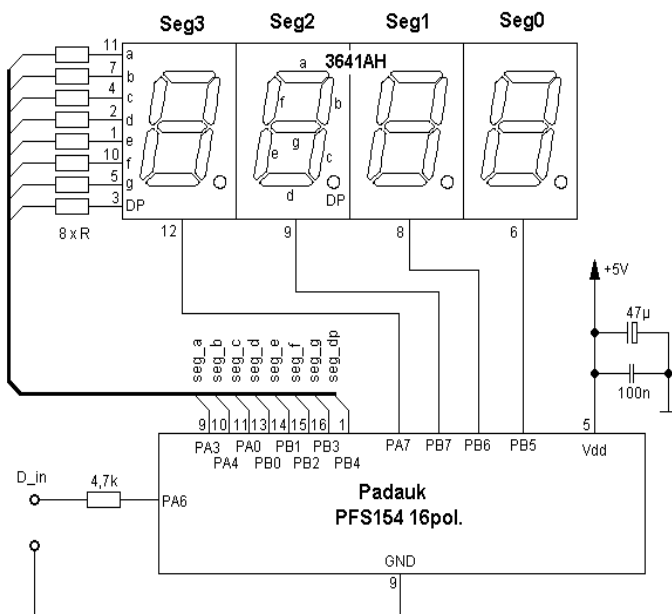 Seg3 Seg2 Seg1 Seg0
3641AH
11 a
7 b
4 c
2 d
1 e
10 f
5 g
3 DP
8 x R
a
f b
g
e c
d
DP
12 9 8 6
+5V
47µ
100n
seg_a seg_b seg_c seg_d seg_e seg_f seg_g seg_dp
9 10 11 13 14 15 16 1 5
PA3 PA0 PB1 PB3 PA7 PB7 PB6 PB5 Vdd
PA4 PB0 PB2 PB4
D_in
4,7k
PA6
Padauk
PFS154 16pol.
GND
9